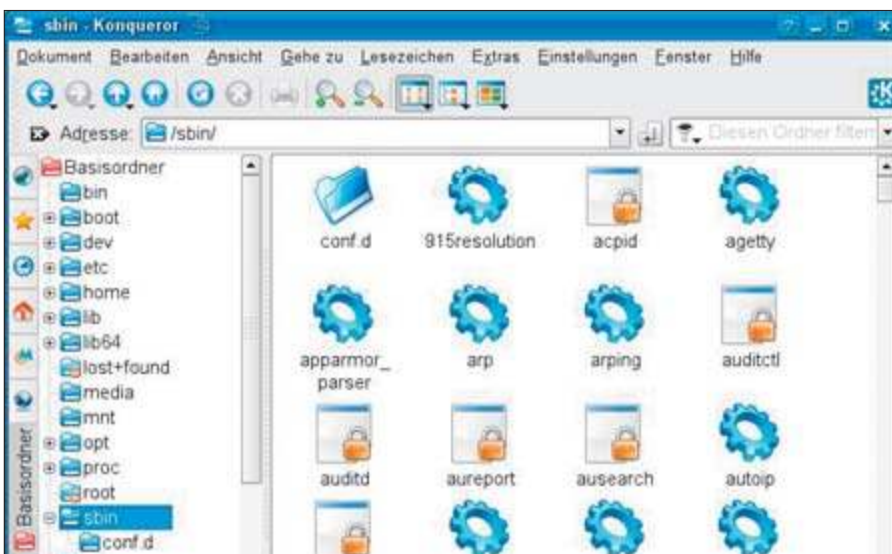 sbin - Konqueror
Dokument Bearbeiten Ansicht Gehe zu Lesezeichen Extras Einstellungen Fenster Hilfe
Adresse: /sbin/ Diesen Ordner filtern
Basisordner
bin
boot
dev
etc
home
lib
lib64
lost+found
media
mnt
opt
proc
root
sbin
conf.d
Basisordner
conf.d 915resolution acpid agetty
apparmor_
parser arp arping auditctl
auditd aureport ausearch autoip